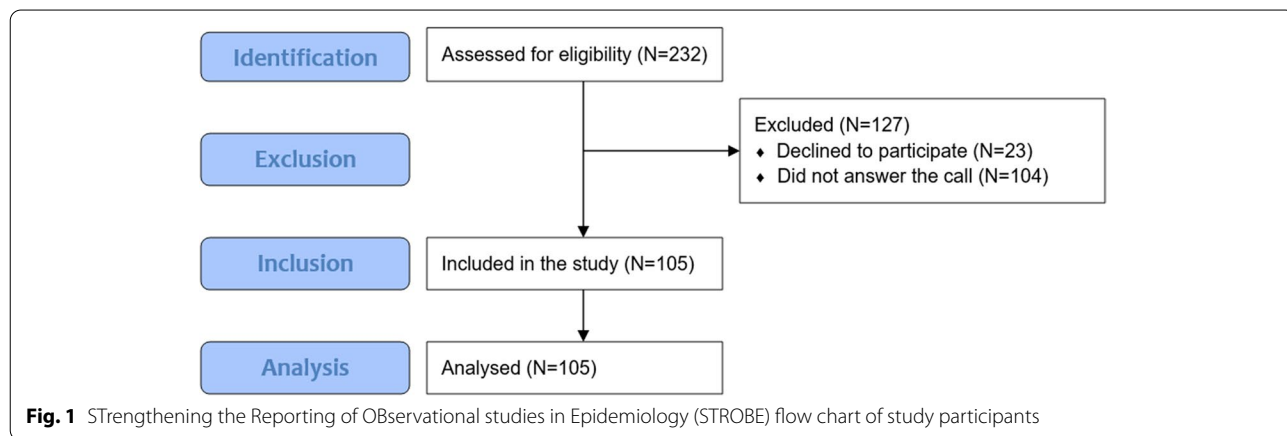 Identification
Assessed for eligibility (N=232)
Exclusion
Excluded (N=127)
♦ Declined to participate (N=23)
♦ Did not answer the call (N=104)
Inclusion
Included in the study (N=105)
Analysis
Analysed (N=105)
Fig. 1 STrengthening the Reporting of OBservational studies in Epidemiology (STROBE) flow chart of study participants